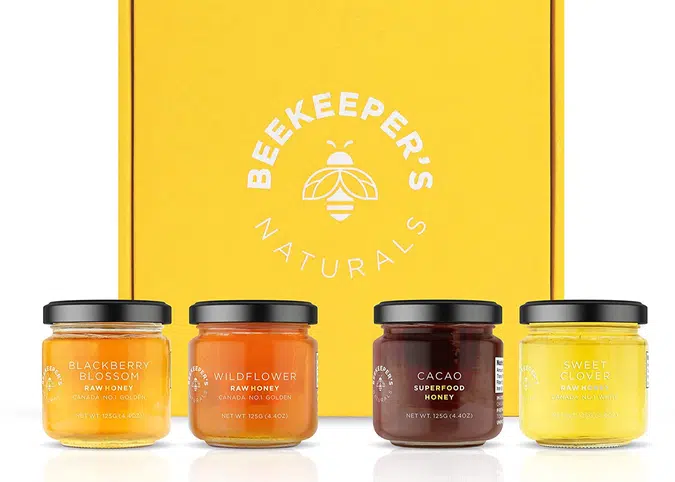 BEEKEEPER'S
NATURALS
BLACKBERRY
BLOSSOM
RAW HONEY
CANADA NO.1 GOLDEN
NET WT. 125G (4.4OZ)
BEEKEEPER'S
WILDFLOWER
RAW HONEY
CANADA NO.1 GOLDEN
NET WT. 125G (4.4OZ)
BEEKEEPER'S
CACAO
SUPERFOOD
HONEY
NET WT. 125G (4.4OZ)
SWEET
CLOVER
RAW HONEY